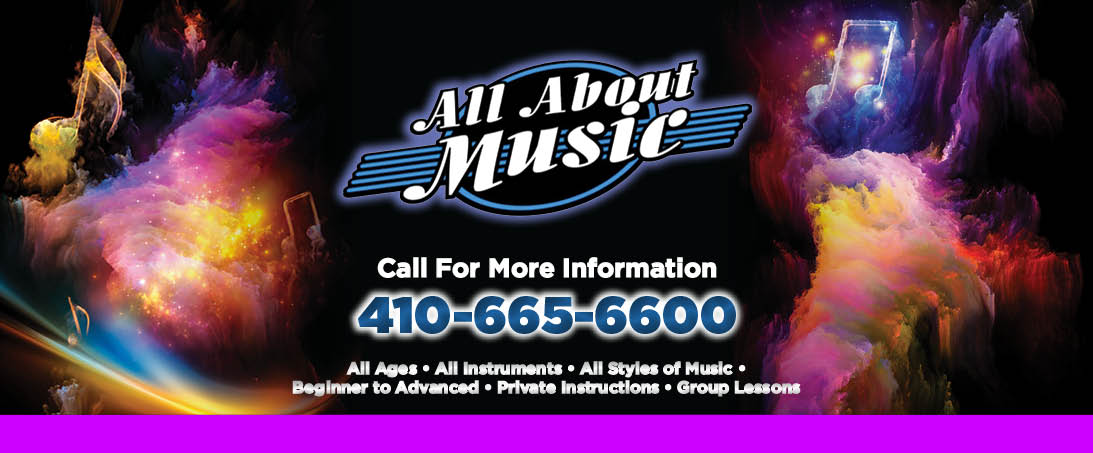 All About
Music
Call For More Information
410-665-6600
All Ages • All Instruments • All Styles of Music •
Beginner to Advanced • Private Instructions • Group Lessons